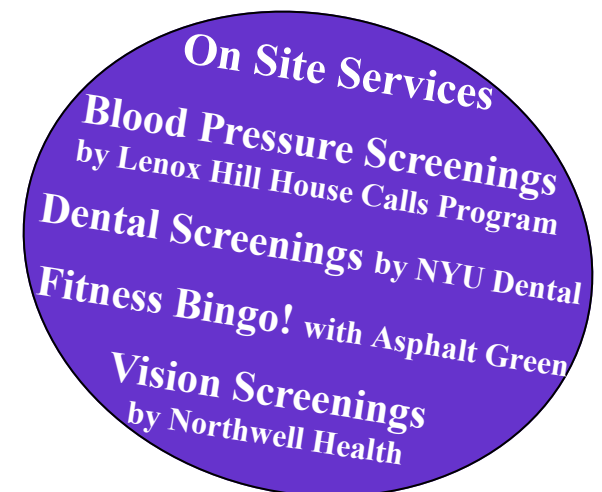 On Site Services
Blood Pressure Screenings
by Lenox Hill House Calls Program
Dental Screenings by NYU Dental
Fitness Bingo! with Asphalt Green
Vision Screenings
by Northwell Health